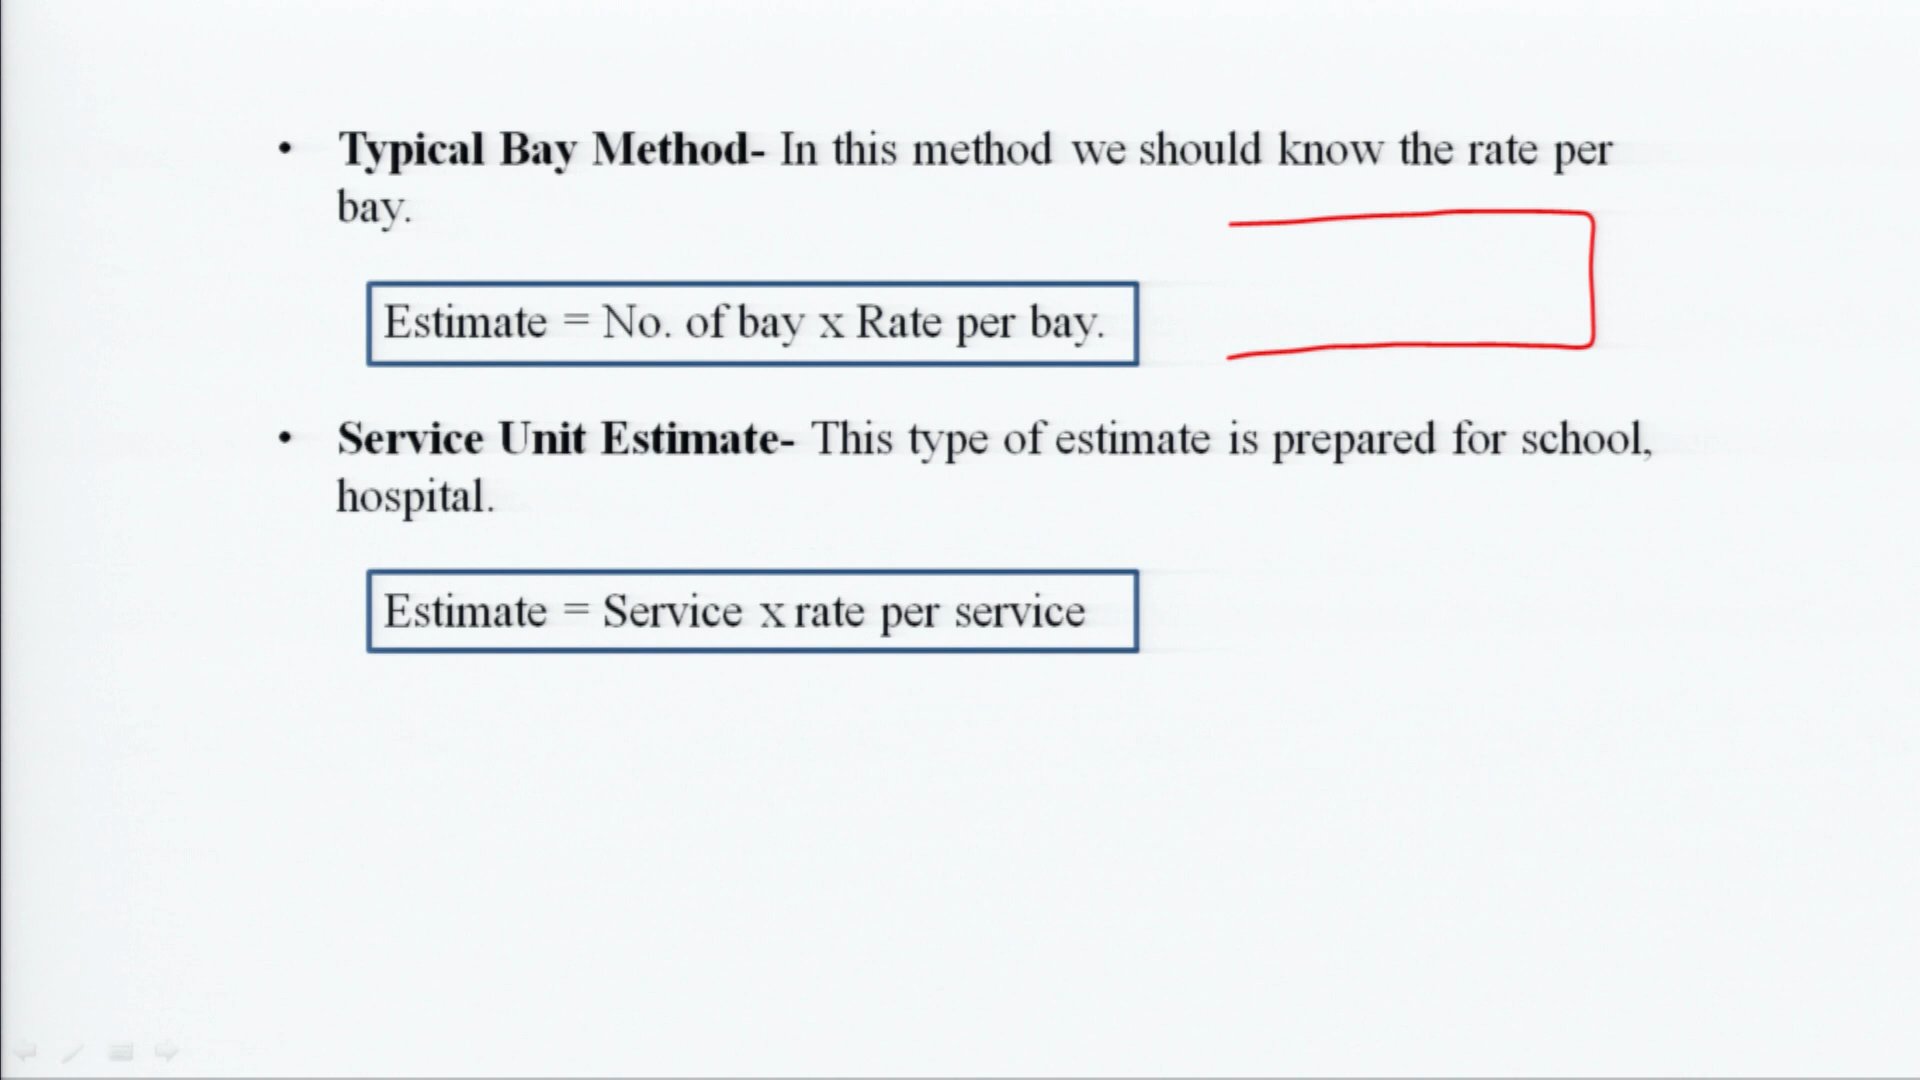 • Typical Bay Method- In this method we should know the rate per
bay.
Estimate = No. of bay x Rate per bay.
• Service Unit Estimate- This type of estimate is prepared for school,
hospital.
Estimate = Service x rate per service